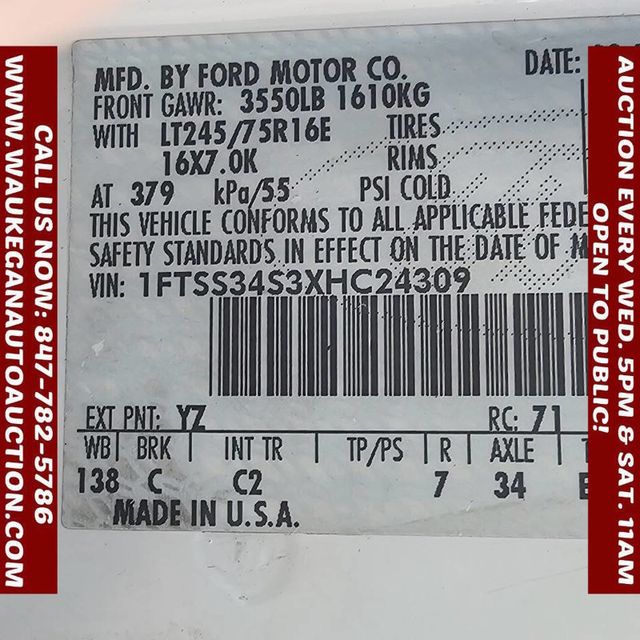 MFD. BY FORD MOTOR CO.
DATE:
FRONT GAWR: 3550LB 1610KG
WITH LT245/75R16E TIRES
16X7.0K RIMS
AT 379 kPa/55 PSI COLD
THIS VEHICLE CONFORMS TO ALL APPLICABLE FEDE
SAFETY STANDARDS IN EFFECT ON THE DATE OF M
VIN: 1FTSS34S3XHC24309
EXT PNT: YZ RC: 71
WB BRK INT TR TP/PS R AXLE
138 C C2 7 34
MADE IN U.S.A.
CALL US NOW: 847-782-5786
WWW.WAUKEGANAUTOAUCTION.COM
AUCTION EVERY WED. 5PM & SAT. 11AM
OPEN TO PUBLIC!